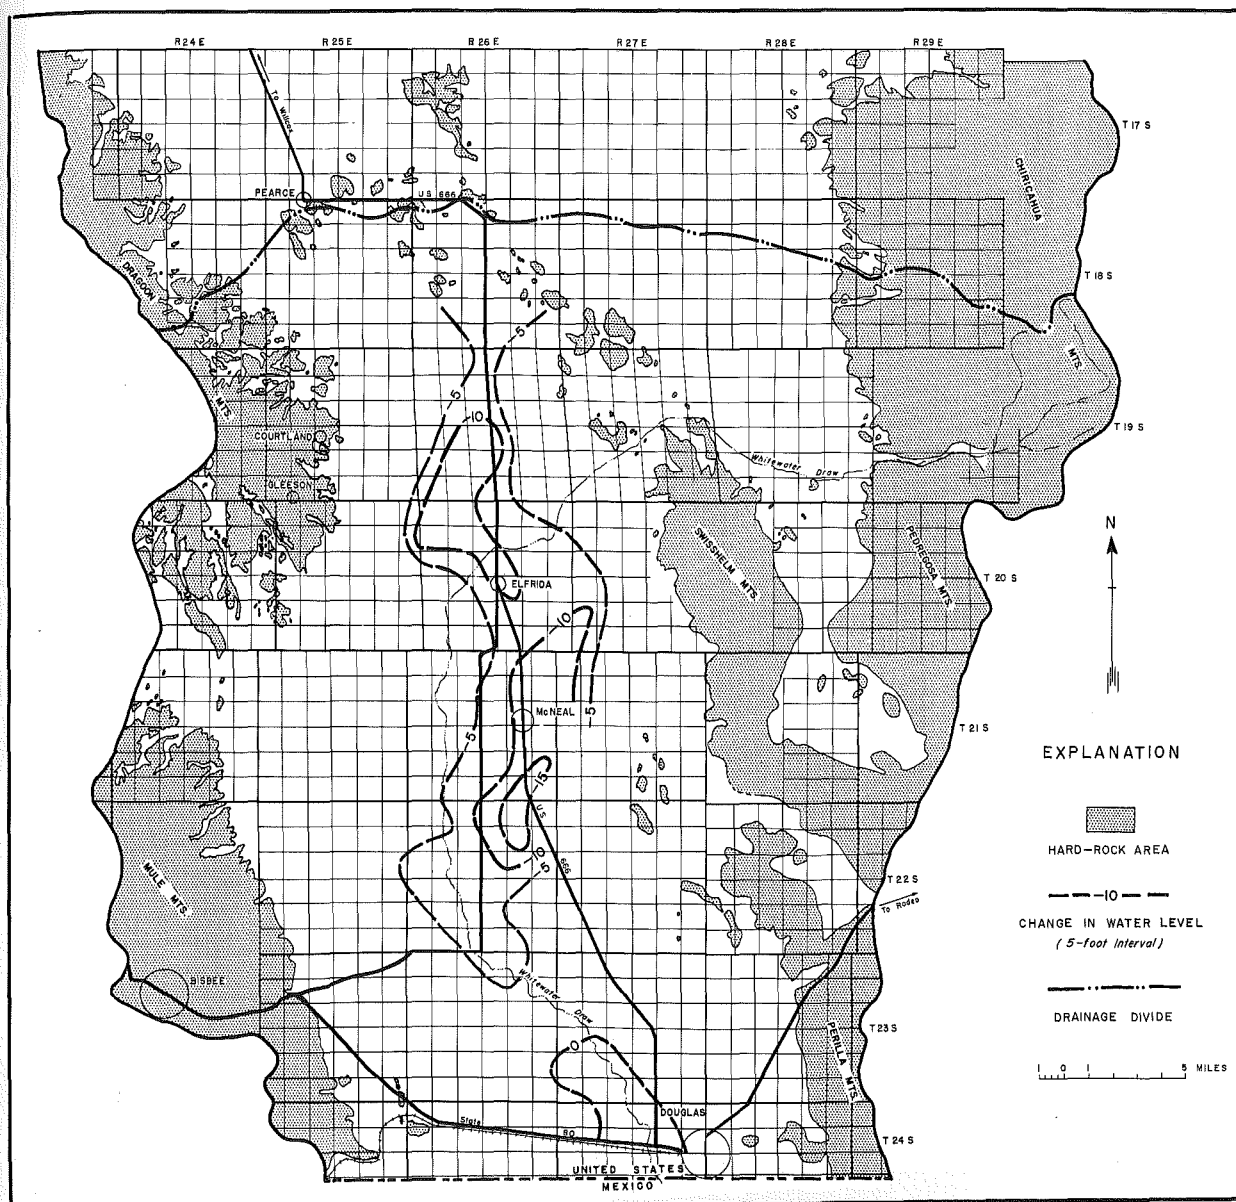 R 24 E R 25 E R 26 E R 27 E R 28 E R 29 E
To Willcox
T 17 S
CHIRICAHUA
PEARCE
US 666
DRAGOON
T 18 S
-5
MTS.
-5
MTS.
-10
COURTLAND
T 19 S
Whitewater Draw
GLEESON
SWISSHELM MTS.
PEDREGOSA MTS.
N
ELFRIDA
T 20 S
-10
McNEAL
-5
-5
T 21 S
EXPLANATION
-15
US
666
HARD-ROCK AREA
MULE MTS.
-10
-5
T 22 S
To Rodeo
-10
CHANGE IN WATER LEVEL
( 5-foot Interval )
BISBEE
Whitewater Draw
DRAINAGE DIVIDE
T 23 S
PERILLA MTS.
0
0 5 MILES
DOUGLAS
State
80
T 24 S
UNITED STATES
MEXICO